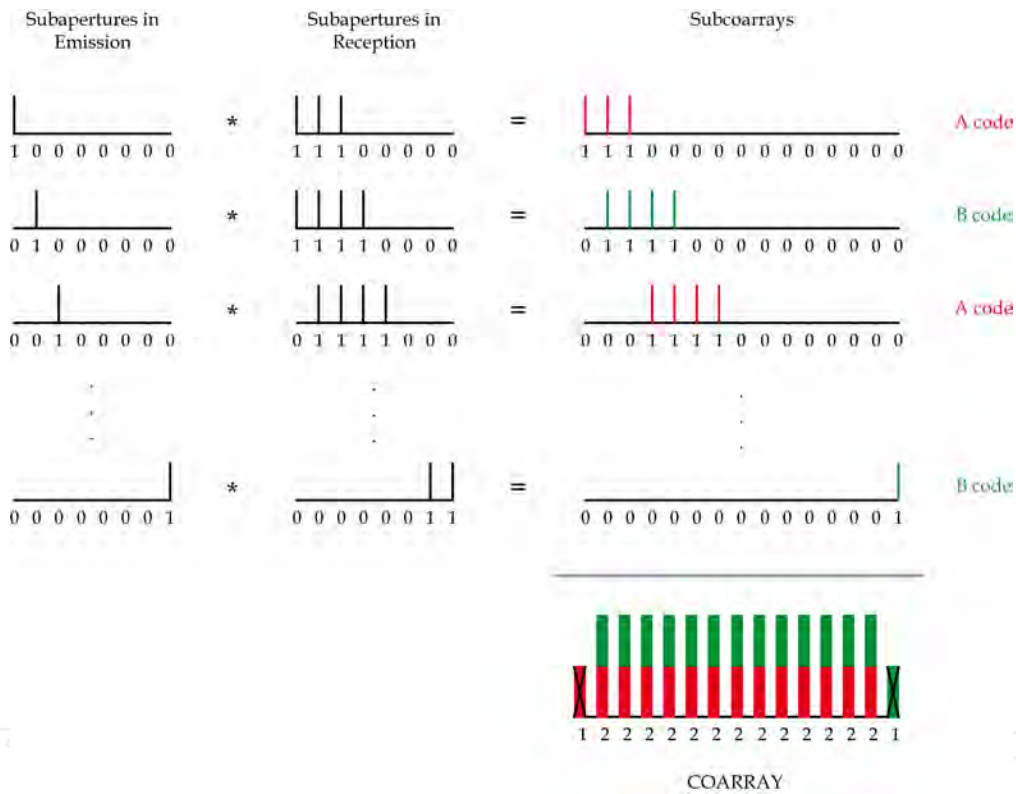 Subapertures in
Emission
Subapertures in
Reception
Subcoarrays
* = A code
1 0 0 0 0 0 0 0 1 1 1 0 0 0 0 0 1 1 1 0 0 0 0 0 0 0 0 0 0 0 0
* = B code
0 1 0 0 0 0 0 0 1 1 1 1 0 0 0 0 0 1 1 1 1 0 0 0 0 0 0 0 0 0 0
* = A code
0 0 1 0 0 0 0 0 0 1 1 1 1 0 0 0 0 0 0 1 1 1 1 0 0 0 0 0 0 0 0
* = B code
0 0 0 0 0 0 0 1 0 0 0 0 0 0 1 1 0 0 0 0 0 0 0 0 0 0 0 0 0 0 1
1 2 2 2 2 2 2 2 2 2 2 2 2 2 1
COARRAY